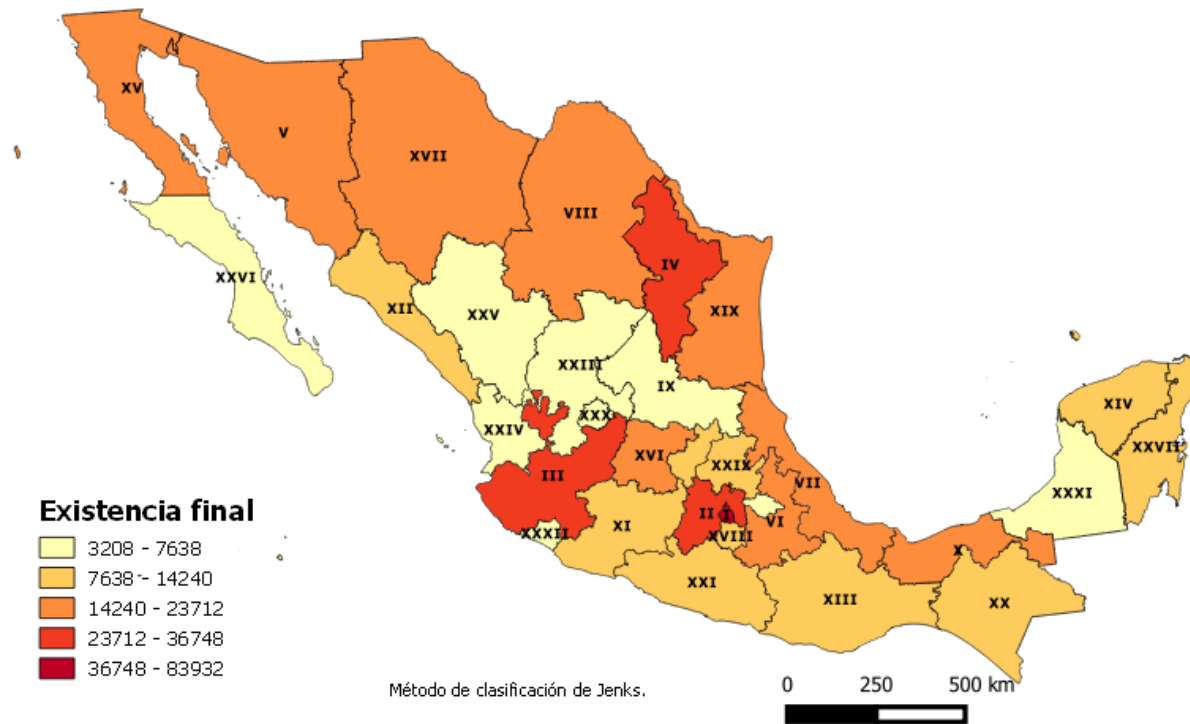 XV
V
XVII
VIII
IV
XXVI
XII
XXV
XIX
XXIII
IX
XXX
XXIV
XIV
XXVII
XVI
XXIX
III
VII
XXXI
II
I
VI
XI
XXXII
XVIII
X
XXI
XIII
XX
Existencia final
3208 - 7638
7638 - 14240
14240 - 23712
23712 - 36748
36748 - 83932
Método de clasificación de Jenks.
0 250 500 km